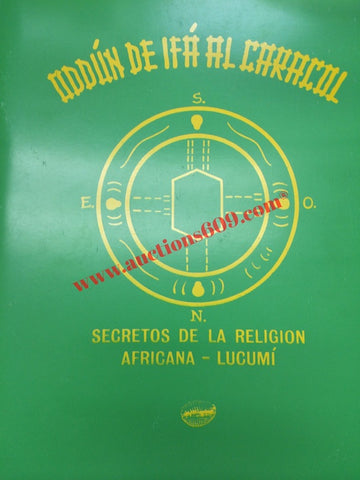 ODDÚN DE IFÁ AL CARACOL
S.
E.
O.
www.auctions609.com®
N.
SECRETOS DE LA RELIGION
AFRICANA - LUCUMÍ